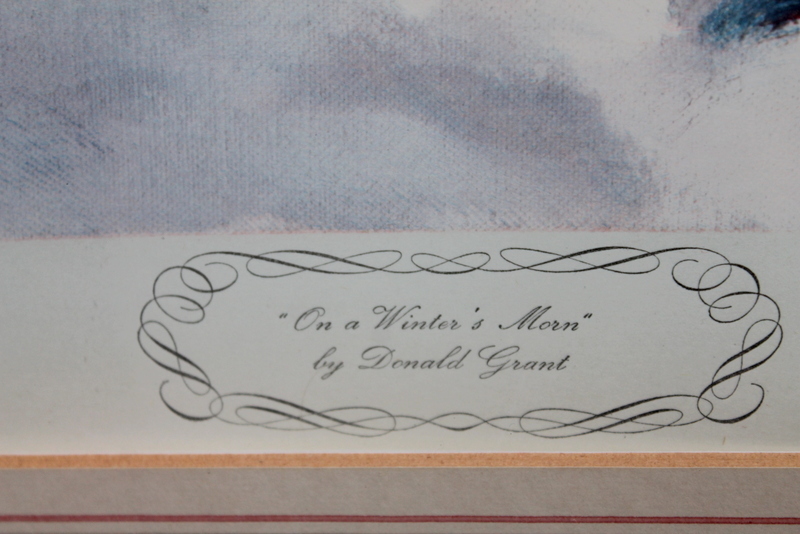 "On a Winter's Morn"
by Donald Grant